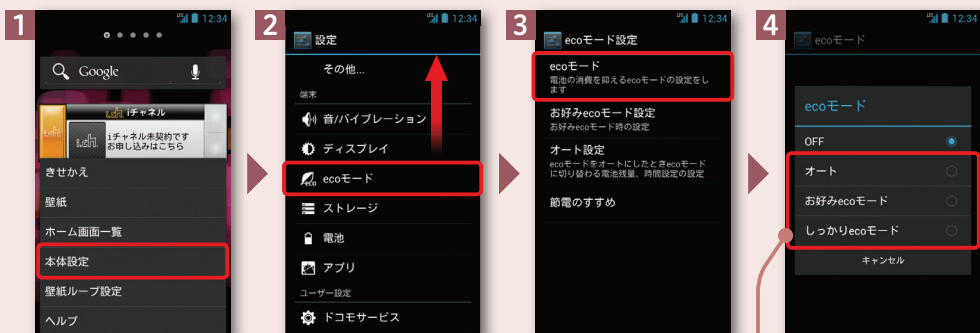 1
LTE 12:34
Google
i.ch. iチャネル
iチャネル未契約です
お申し込みはこちら
きせかえ
壁紙
ホーム画面一覧
本体設定
壁紙ループ設定
ヘルプ
2
LTE 12:34
設定
その他...
端末
音/バイブレーション
ディスプレイ
eco ecoモード
ストレージ
電池
アプリ
ユーザー設定
ドコモサービス
3
LTE 12:34
ecoモード設定
ecoモード
電池の消費を抑えるecoモードの設定をし
ます
お好みecoモード設定
お好みecoモード時の設定
オート設定
ecoモードをオートにしたときecoモード
に切り替わる電池残量、時間設定の設定
節電のすすめ
4
LTE 12:34
ecoモード
ecoモード
OFF
オート
お好みecoモード
しっかりecoモード
キャンセル